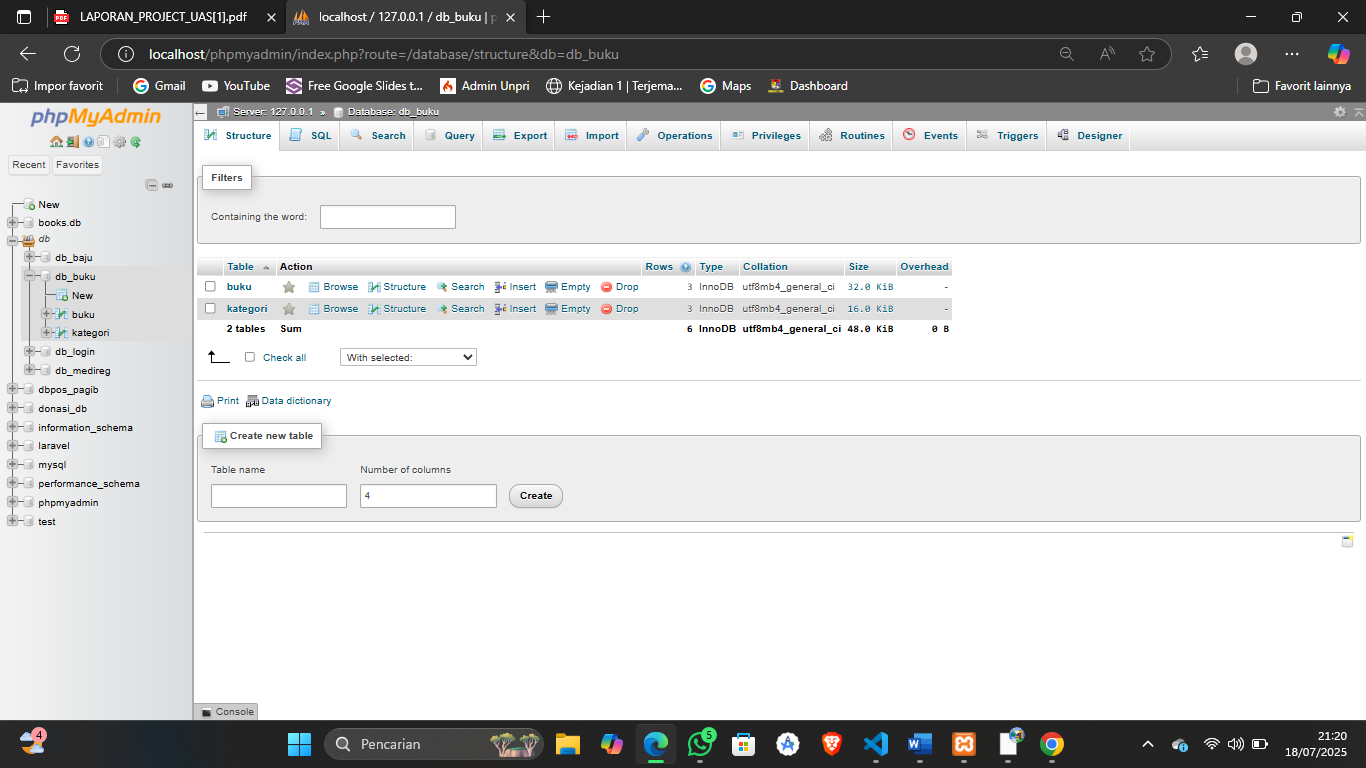 LAPORAN_PROJECT_UAS[1].pdf
localhost / 127.0.0.1 / db_buku | p
localhost/phpmyadmin/index.php?route=/database/structure&db=db_buku
Impor favorit
Gmail
YouTube
Free Google Slides t...
Admin Unpri
Kejadian 1 | Terjema...
Maps
Dashboard
Favorit lainnya
phpMyAdmin
Recent
Favorites
New
books.db
db
db_baju
db_buku
New
buku
kategori
db_login
db_medireg
dbpos_pagib
donasi_db
information_schema
laravel
mysql
performance_schema
phpmyadmin
test
Server: 127.0.0.1 » Database: db_buku
Structure SQL Search Query Export Import Operations Privileges Routines Events Triggers Designer
Filters
Containing the word:
Table Action Rows Type Collation Size Overhead
buku Browse Structure Search Insert Empty Drop 3 InnoDB utf8mb4_general_ci 32.0 KiB -
kategori Browse Structure Search Insert Empty Drop 3 InnoDB utf8mb4_general_ci 16.0 KiB -
2 tables Sum 6 InnoDB utf8mb4_general_ci 48.0 KiB 0 B
Check all With selected:
Print Data dictionary
Create new table
Table name Number of columns
4 Create
Console
4
Pencarian
5
21:20
18/07/2025